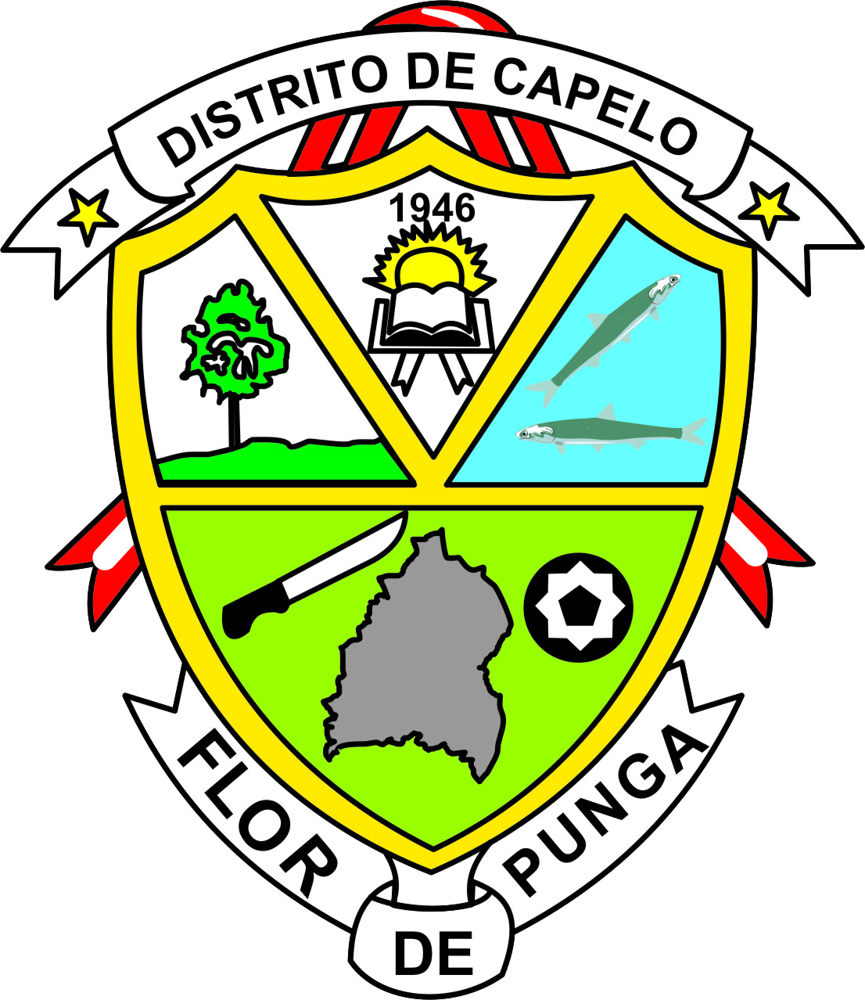 DISTRITO DE CAPELO
1946
FLOR
DE
PUNGA